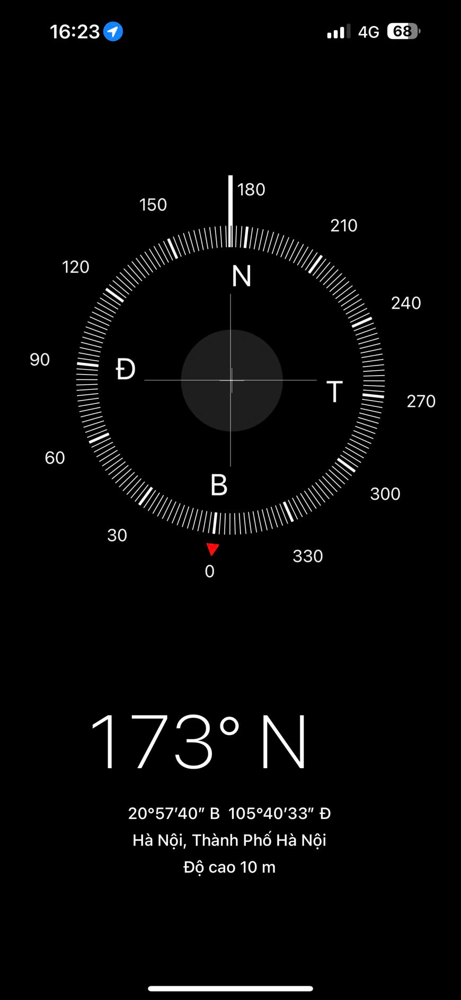 16:23 4G 68
180
150
210
120
N
240
90
Đ
T
270
60
B
300
30
330
0
173° N
20°57′40″ B 105°40′33″ Đ
Hà Nội, Thành Phố Hà Nội
Độ cao 10 m